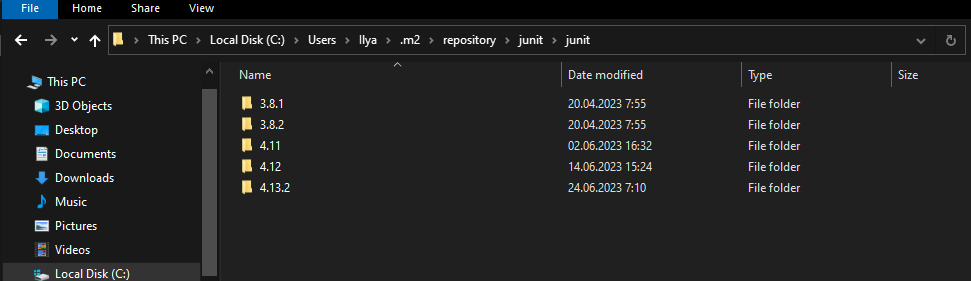 File Home Share View
This PC Local Disk (C:) Users Ilya .m2 repository junit junit
Name Date modified Type Size
This PC
3D Objects
Desktop
Documents
Downloads
Music
Pictures
Videos
Local Disk (C:)
3.8.1 20.04.2023 7:55 File folder
3.8.2 20.04.2023 7:55 File folder
4.11 02.06.2023 16:32 File folder
4.12 14.06.2023 15:24 File folder
4.13.2 24.06.2023 7:10 File folder